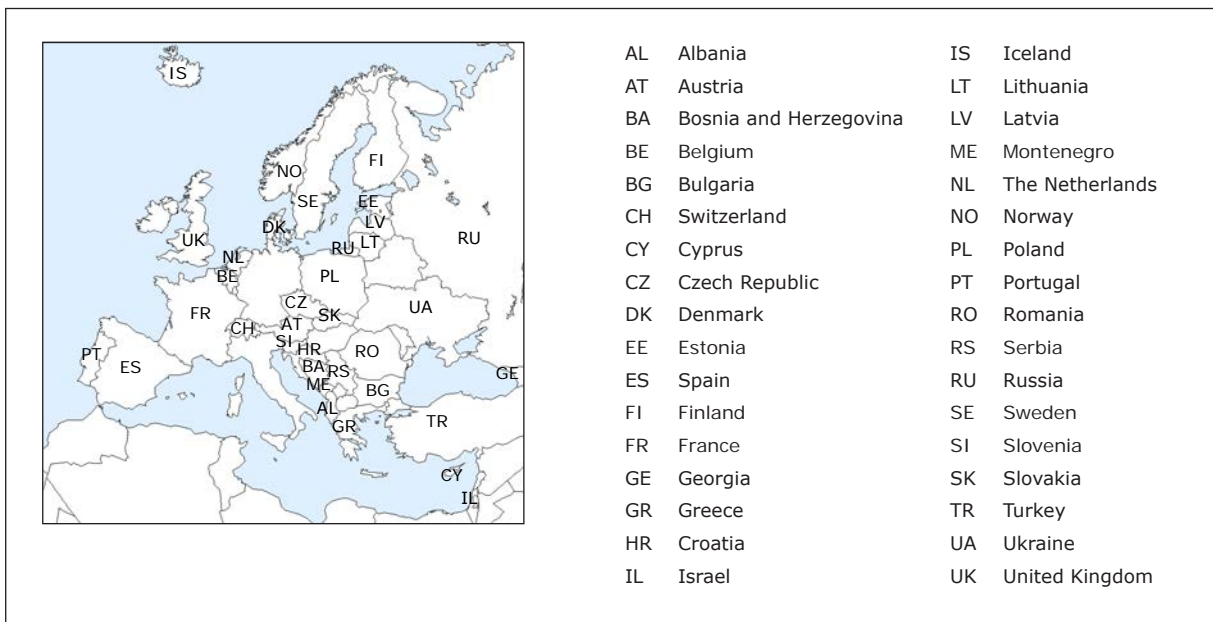 IS
NO
FI
SE
EE
LV
DK
LT
RU
RU
UK
NL
BE
PL
CZ
SK
UA
FR
CH
AT
SI
HR
RO
BA
RS
ME
BG
PT
ES
GE
AL
GR
TR
CY
IL
AL Albania
AT Austria
BA Bosnia and Herzegovina
BE Belgium
BG Bulgaria
CH Switzerland
CY Cyprus
CZ Czech Republic
DK Denmark
EE Estonia
ES Spain
FI Finland
FR France
GE Georgia
GR Greece
HR Croatia
IL Israel
IS Iceland
LT Lithuania
LV Latvia
ME Montenegro
NL The Netherlands
NO Norway
PL Poland
PT Portugal
RO Romania
RS Serbia
RU Russia
SE Sweden
SI Slovenia
SK Slovakia
TR Turkey
UA Ukraine
UK United Kingdom